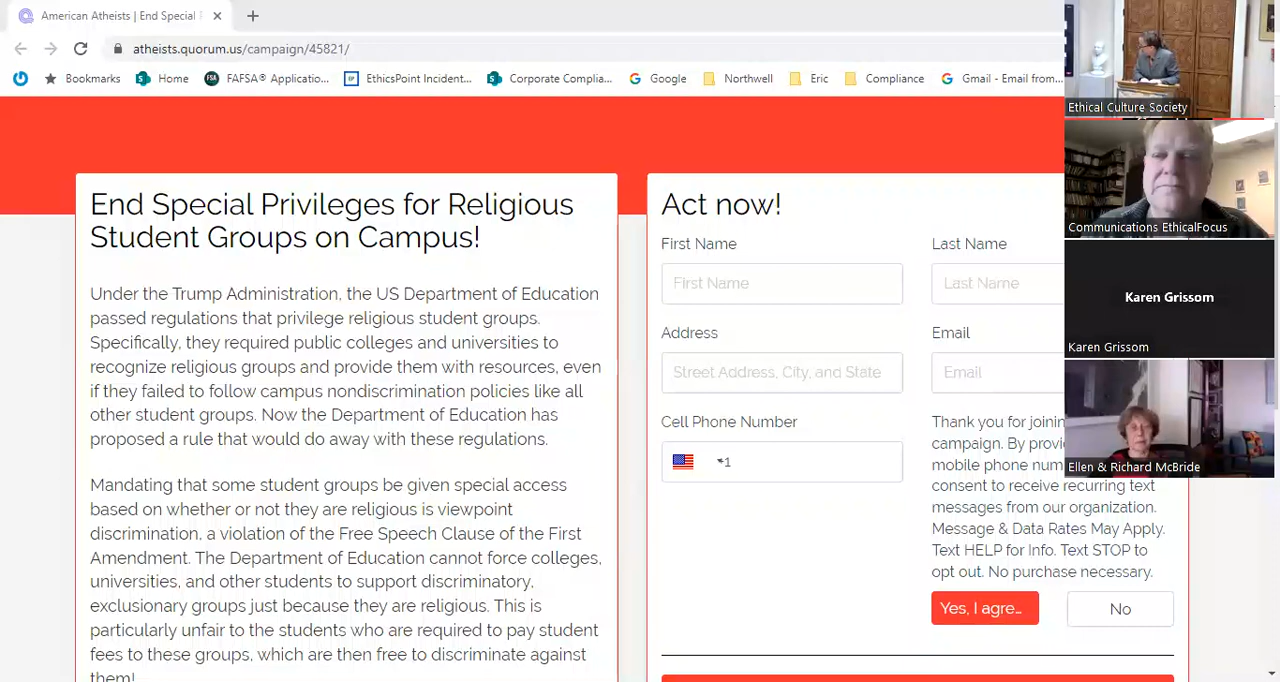 American Atheists | End Special
atheists.quorum.us/campaign/45821/
Bookmarks
Home
FAFSA® Applicatio...
EthicsPoint Incident...
Corporate Complia...
Google
Northwell
Eric
Compliance
Gmail - Email from...
End Special Privileges for Religious
Student Groups on Campus!
Under the Trump Administration, the US Department of Education
passed regulations that privilege religious student groups.
Specifically, they required public colleges and universities to
recognize religious groups and provide them with resources, even
if they failed to follow campus nondiscrimination policies like all
other student groups. Now the Department of Education has
proposed a rule that would do away with these regulations.
Mandating that some student groups be given special access
based on whether or not they are religious is viewpoint
discrimination, a violation of the Free Speech Clause of the First
Amendment. The Department of Education cannot force colleges,
universities, and other students to support discriminatory,
exclusionary groups just because they are religious. This is
particularly unfair to the students who are required to pay student
fees to these groups, which are then free to discriminate against
them!
Act now!
First Name
First Name
Last Name
Last Name
Address
Street Address, City, and State
Email
Email
Cell Phone Number
+1
Thank you for joinin
campaign. By provi
mobile phone num
consent to receive recurring text
messages from our organization.
Message & Data Rates May Apply.
Text HELP for Info. Text STOP to
opt out. No purchase necessary.
Yes, I agre...
No
Ethical Culture Society
Communications EthicalFocus
Karen Grissom
Karen Grissom
Ellen & Richard McBride